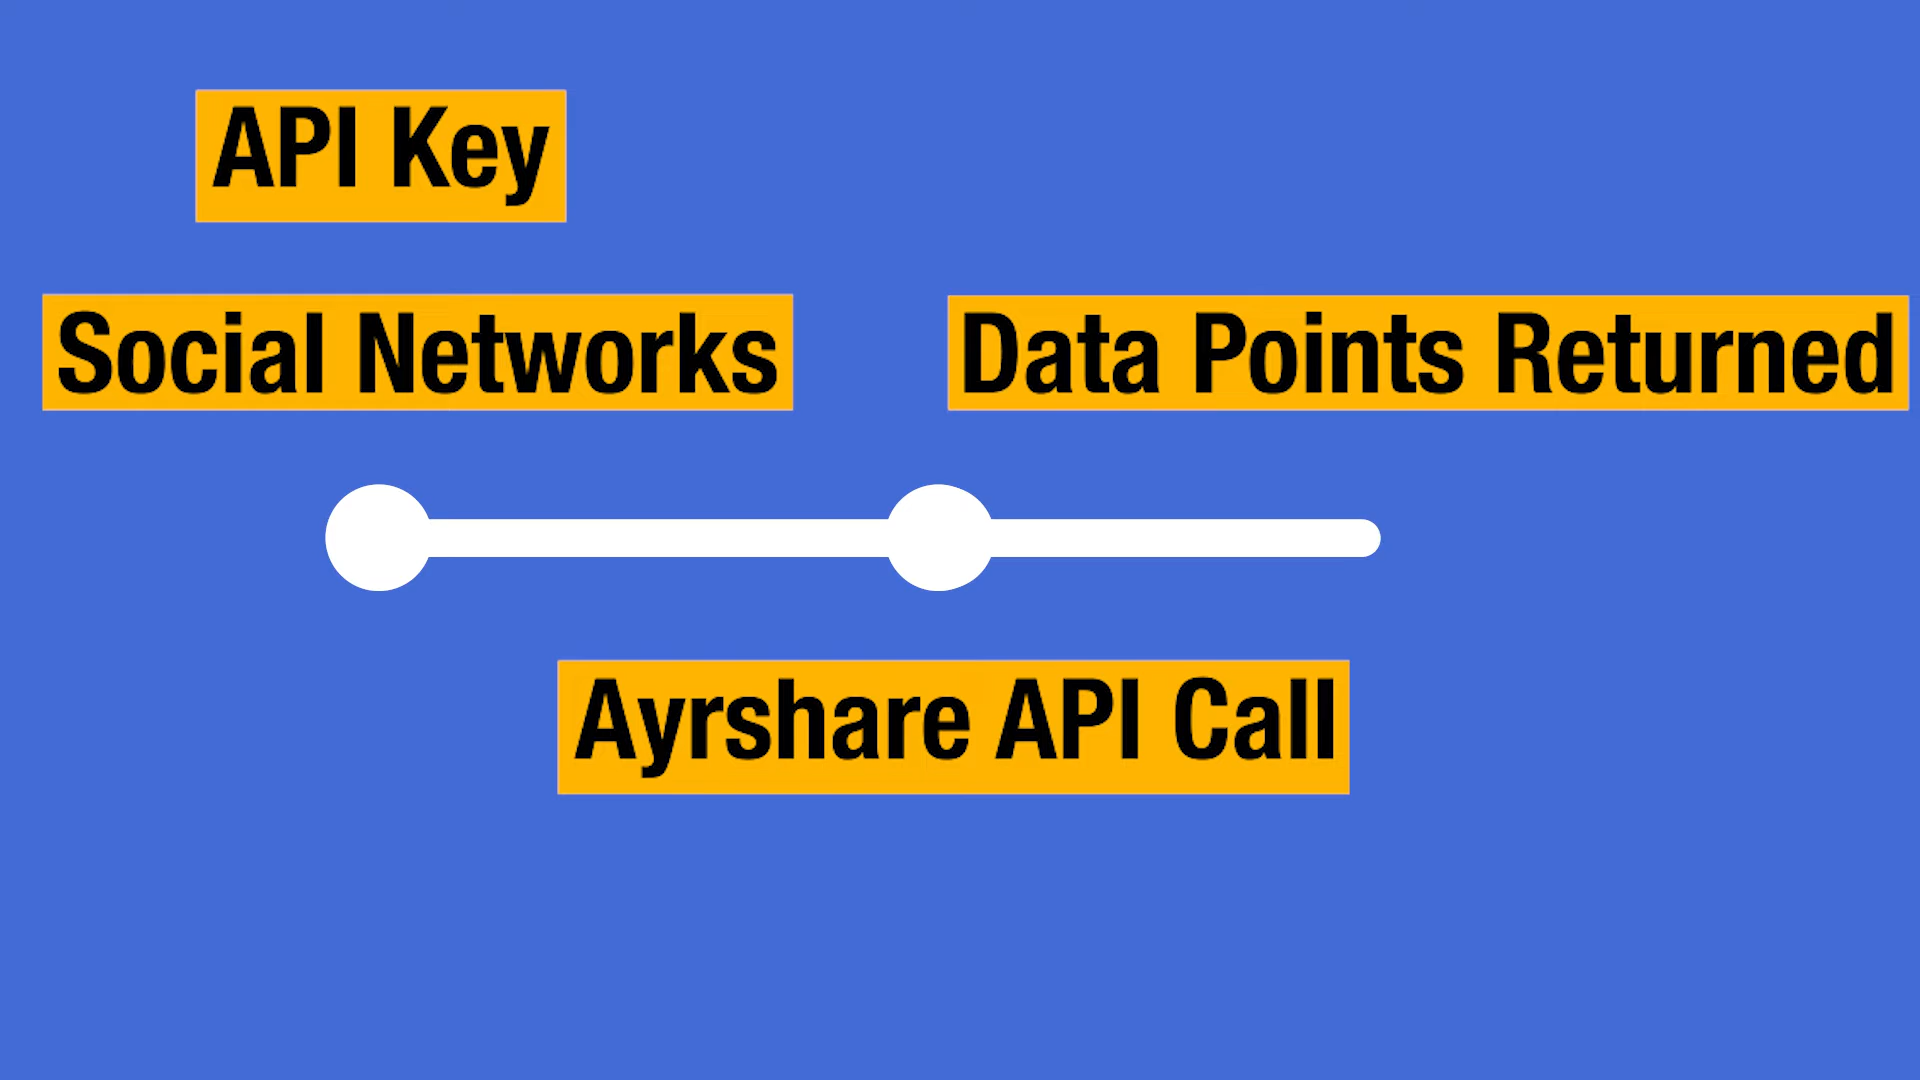 API Key
Social Networks
Data Points Returned
Ayrshare API Call